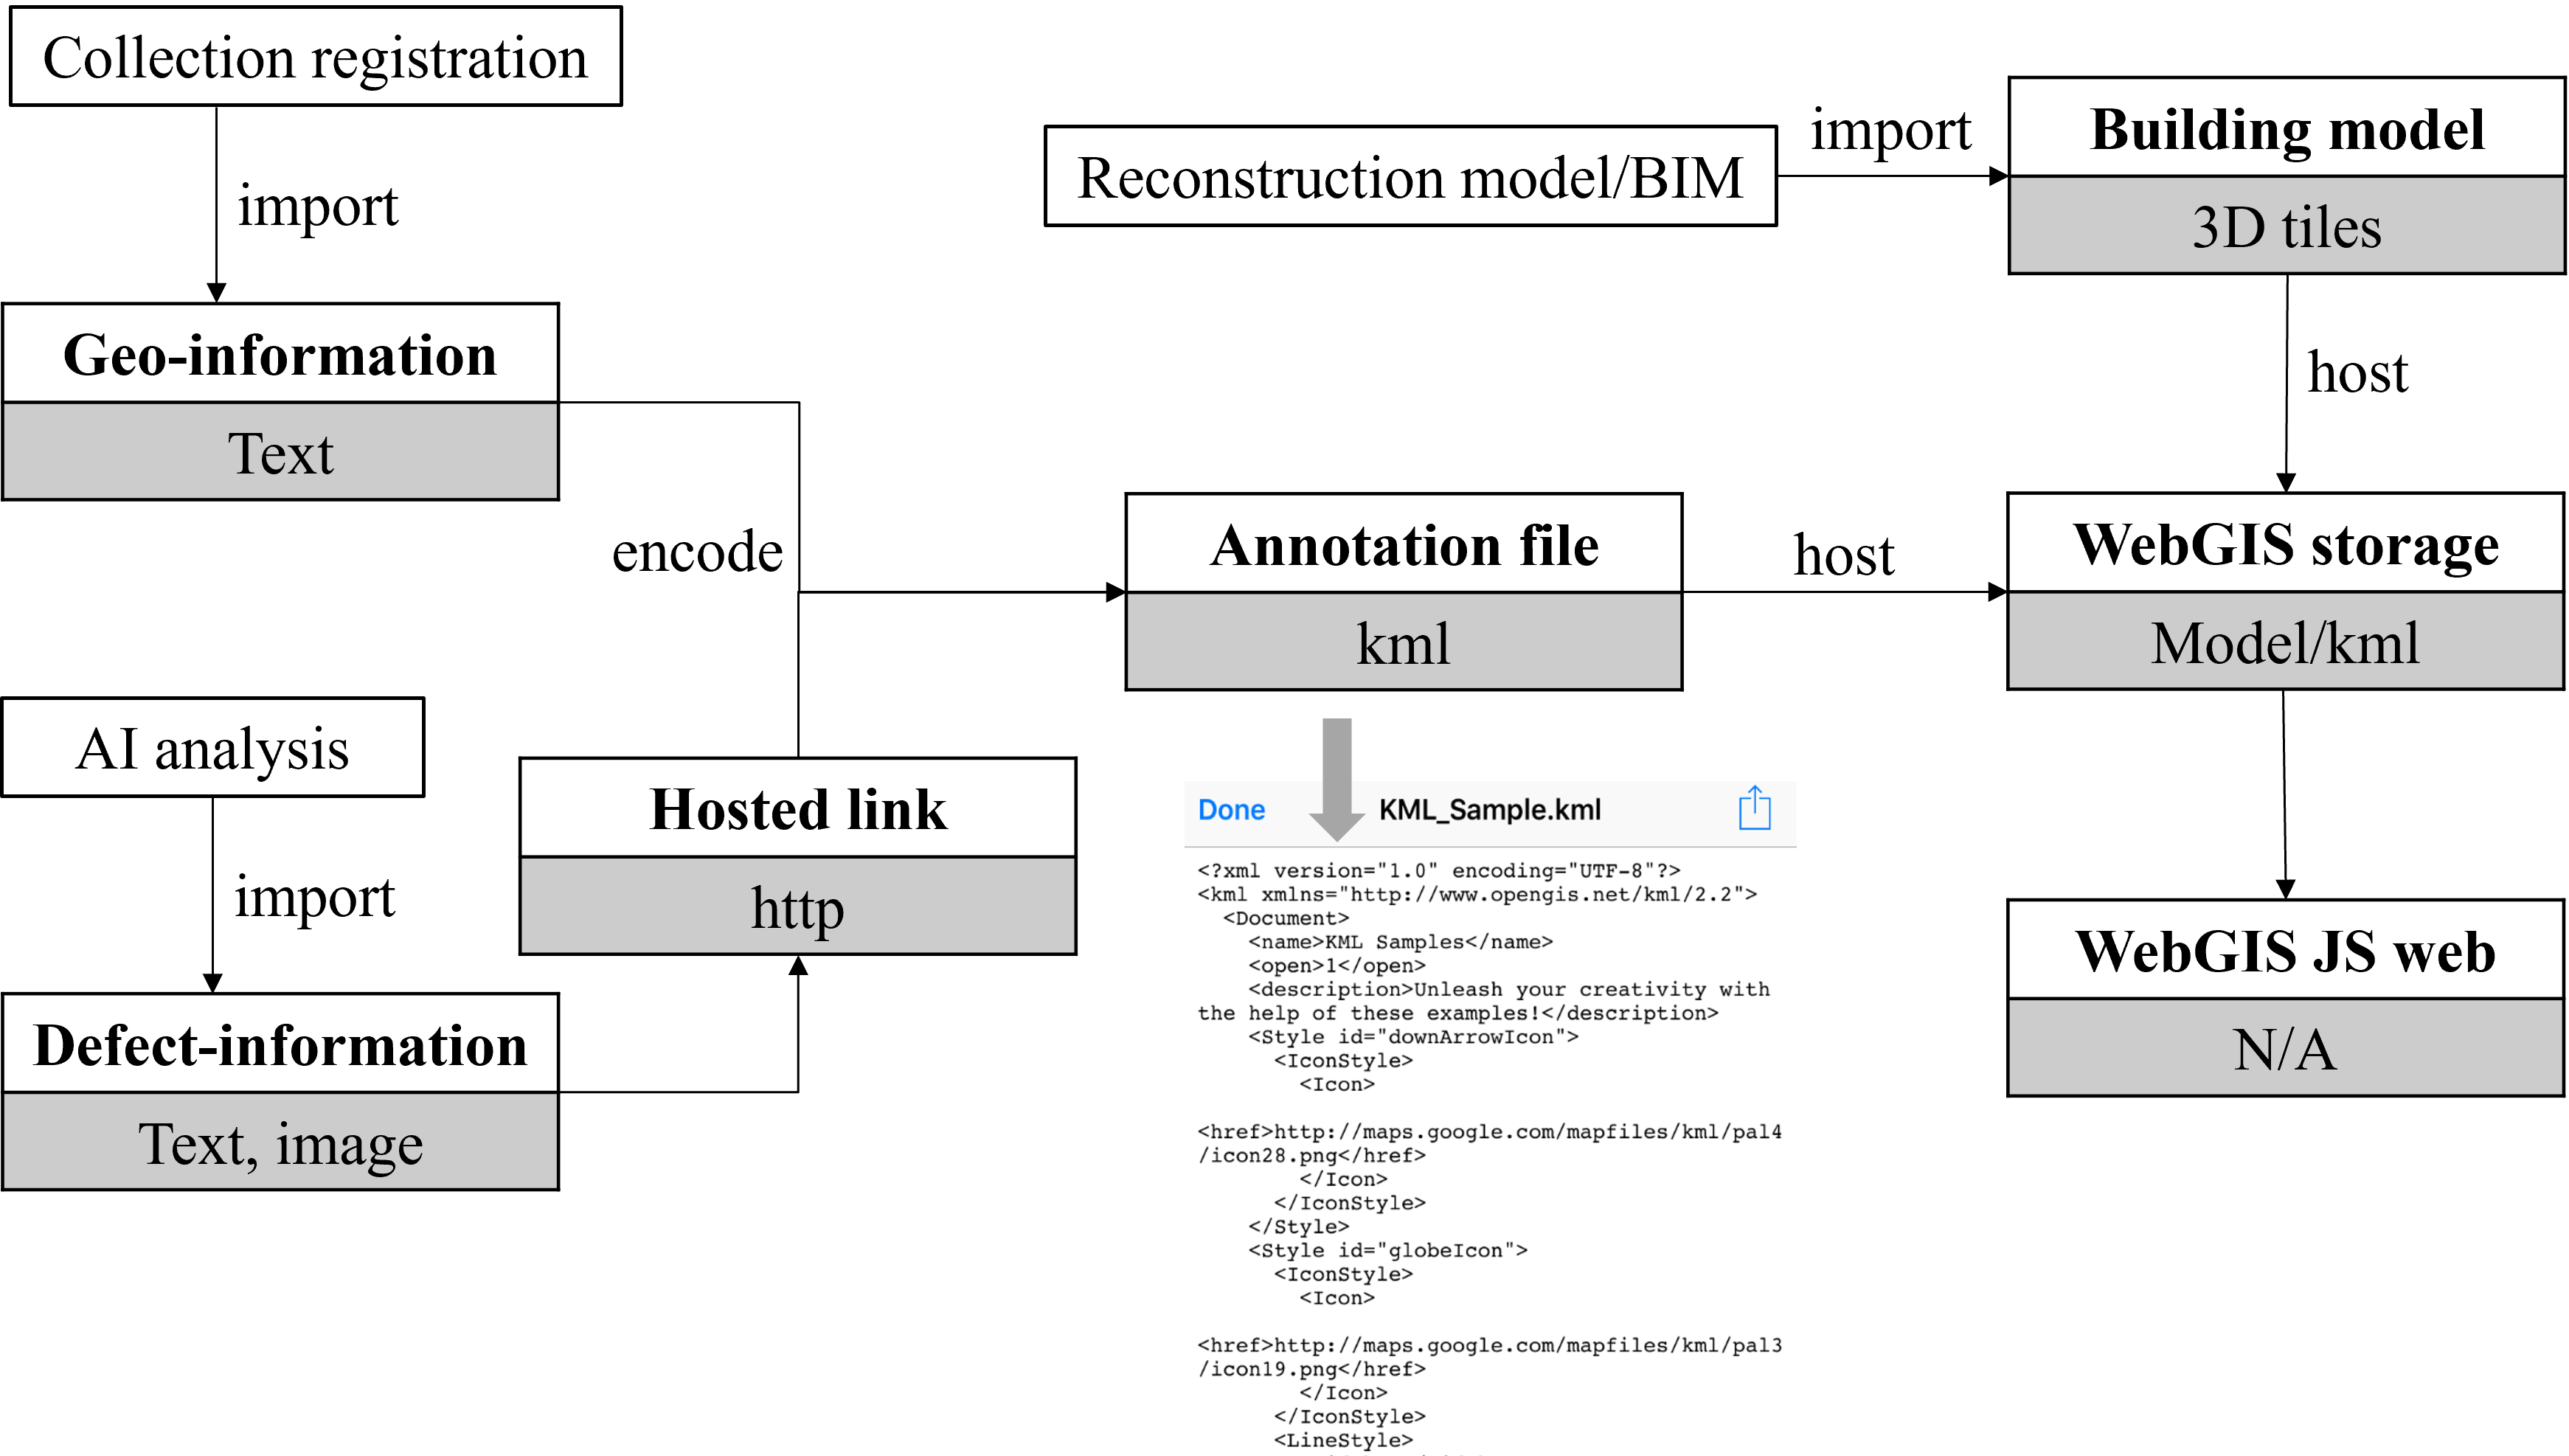 Collection registration
import
Geo-information
Text
encode
AI analysis
import
Defect-information
Text, image
Hosted link
http
Annotation file
kml
host
Reconstruction model/BIM
import
Building model
3D tiles
host
WebGIS storage
Model/kml
WebGIS JS web
N/A
Done
KML_Sample.kml
<?xml version="1.0" encoding="UTF-8"?>
<kml xmlns="http://www.opengis.net/kml/2.2">
<Document>
<name>KML Samples</name>
<open>1</open>
<description>Unleash your creativity with
the help of these examples!</description>
<Style id="downArrowIcon">
<IconStyle>
<Icon>
<href>http://maps.google.com/mapfiles/kml/pal4
/icon28.png</href>
</Icon>
</IconStyle>
</Style>
<Style id="globeIcon">
<IconStyle>
<Icon>
<href>http://maps.google.com/mapfiles/kml/pal3
/icon19.png</href>
</Icon>
</IconStyle>
<LineStyle>